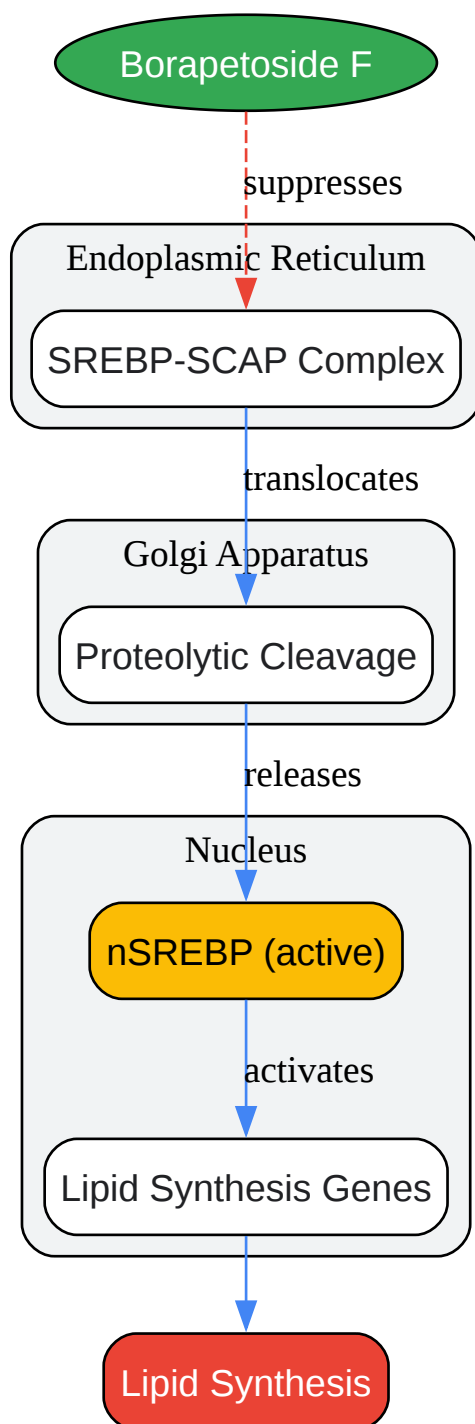 Borapetoside F
suppresses
Endoplasmic Reticulum
SREBP-SCAP Complex
translocates
Golgi Apparatus
Proteolytic Cleavage
releases
Nucleus
nSREBP (active)
activates
Lipid Synthesis Genes
Lipid Synthesis